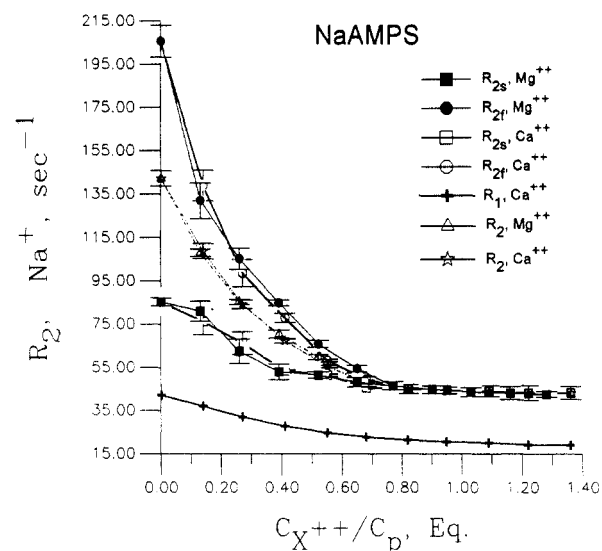 NaAMPS
215.00
195.00
175.00
155.00
135.00
115.00
95.00
75.00
55.00
35.00
15.00
R₂ Na⁺, sec⁻¹
R₂ₛ, Mg⁺⁺
R₂f, Mg⁺⁺
R₂ₛ, Ca⁺⁺
R₂f, Ca⁺⁺
R₁, Ca⁺⁺
R₂, Mg⁺⁺
R₂, Ca⁺⁺
0.00 0.20 0.40 0.60 0.80 1.00 1.20 1.40
C_X++/C_p, Eq.